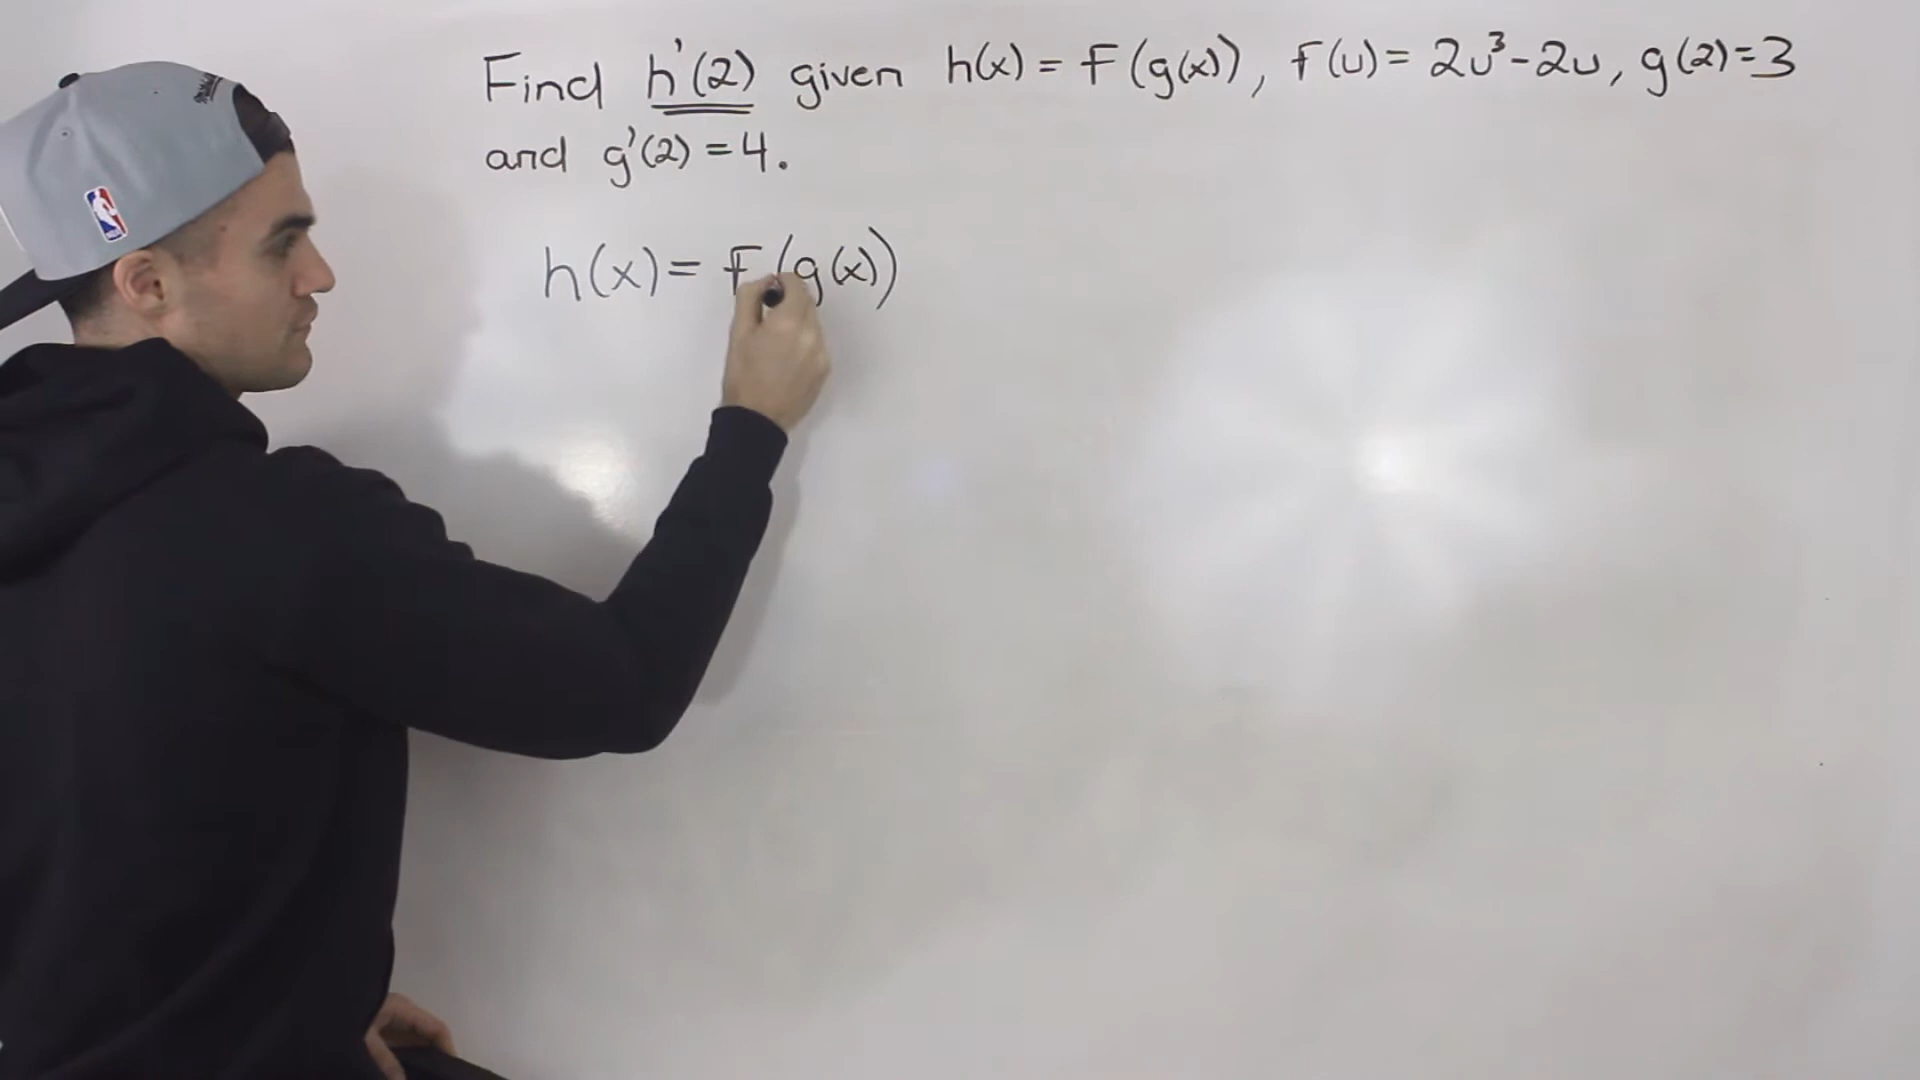 Find h'(2) given h(x) = f(g(x)), f(u) = 2u³-2u, g(2)=3
and g'(2) = 4.
h(x) = f(g(x))